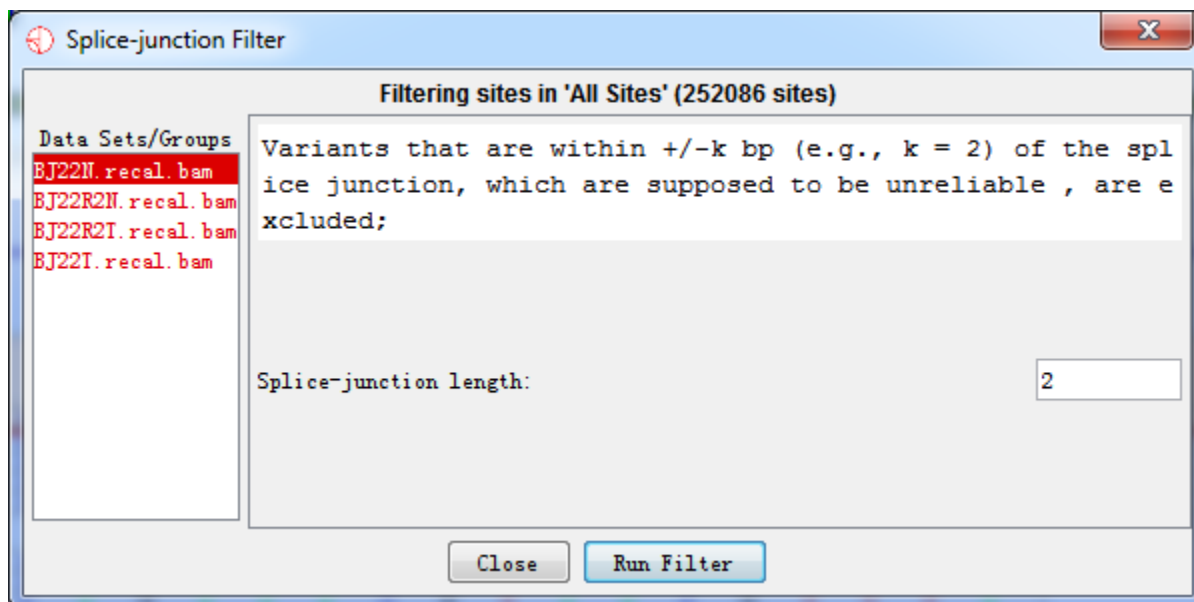 Splice-junction Filter
Filtering sites in 'All Sites' (252086 sites)
Data Sets/Groups
BJ22N.recal.bam
BJ22R2N.recal.bam
BJ22R2T.recal.bam
BJ22T.recal.bam
Variants that are within +/-k bp (e.g., k = 2) of the spl
ice junction, which are supposed to be unreliable , are e
xcluded;
Splice-junction length:
2
Close
Run Filter